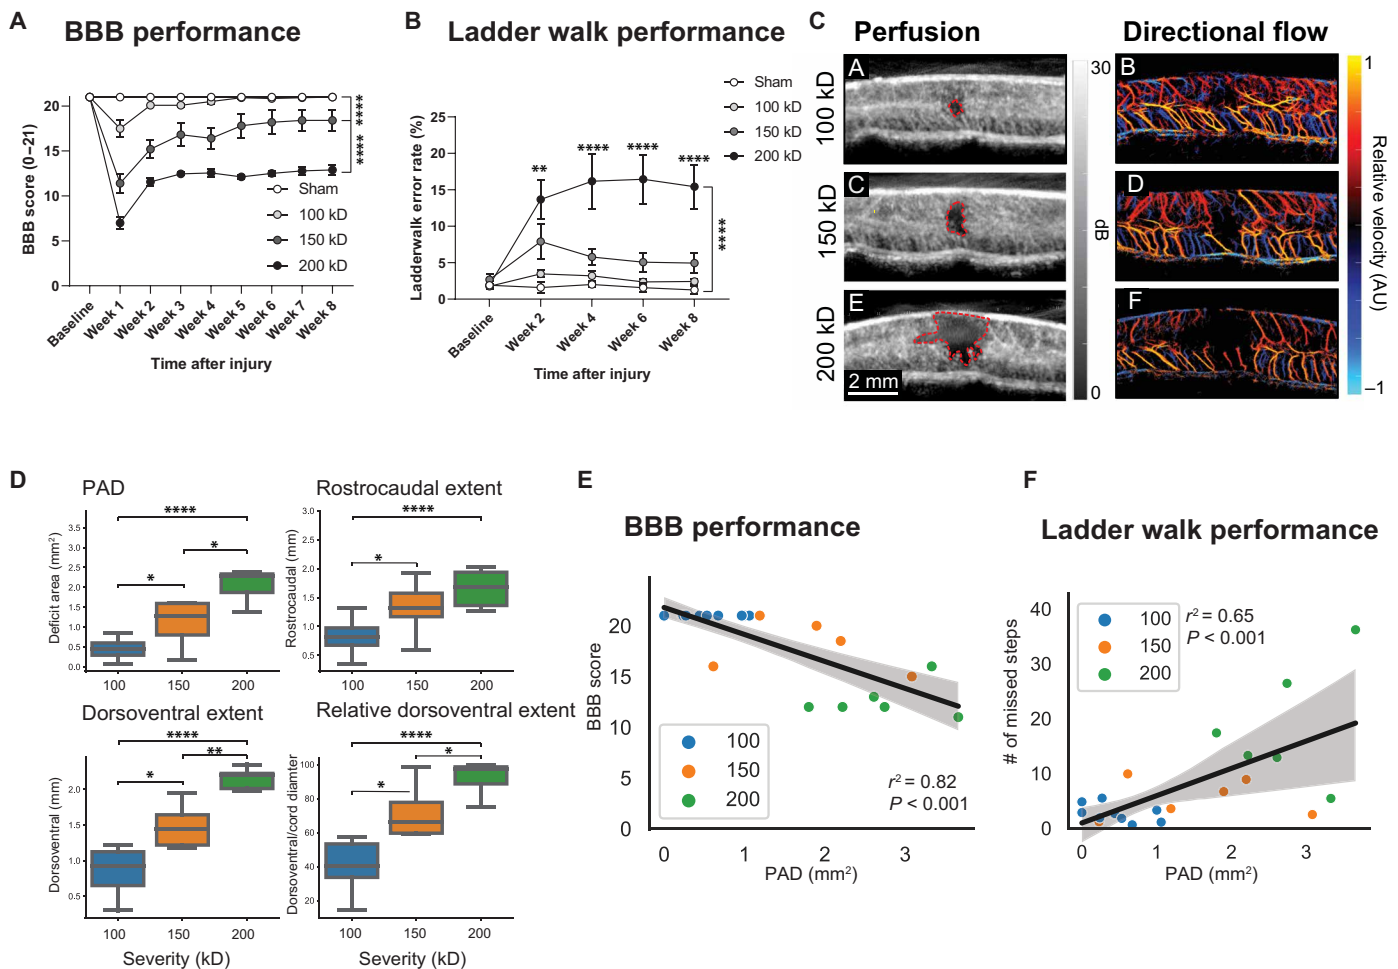 A
BBB performance
BBB score (0–21)
20
15
10
5
0
Baseline
Week 1
Week 2
Week 3
Week 4
Week 5
Week 6
Week 7
Week 8
Time after injury
Sham
100 kD
150 kD
200 kD
****
****
B
Ladder walk performance
Ladderwalk error rate (%)
25
20
15
10
5
0
Baseline
Week 2
Week 4
Week 6
Week 8
Time after injury
Sham
100 kD
150 kD
200 kD
**
****
****
****
****
C
Perfusion
Directional flow
100 kD
150 kD
200 kD
A
B
C
D
E
F
2 mm
30
dB
0
1
Relative velocity (AU)
–1
D
PAD
Deficit area (mm²)
3.5
3.0
2.5
2.0
1.5
1.0
0.5
0.0
100
150
200
****
*
*
Rostrocaudal extent
Rostrocaudal (mm)
3.0
2.5
2.0
1.5
1.0
0.5
0.0
100
150
200
****
*
Dorsoventral extent
Dorsoventral (mm)
2.0
1.5
1.0
0.5
100
150
200
Severity (kD)
****
**
*
Relative dorsoventral extent
Dorsoventral/cord diamter
100
80
60
40
20
100
150
200
Severity (kD)
****
*
*
E
BBB performance
BBB score
20
15
10
5
0
0
1
2
3
PAD (mm²)
100
150
200
r² = 0.82
P < 0.001
F
Ladder walk performance
# of missed steps
40
30
20
10
0
0
1
2
3
PAD (mm²)
100
150
200
r² = 0.65
P < 0.001